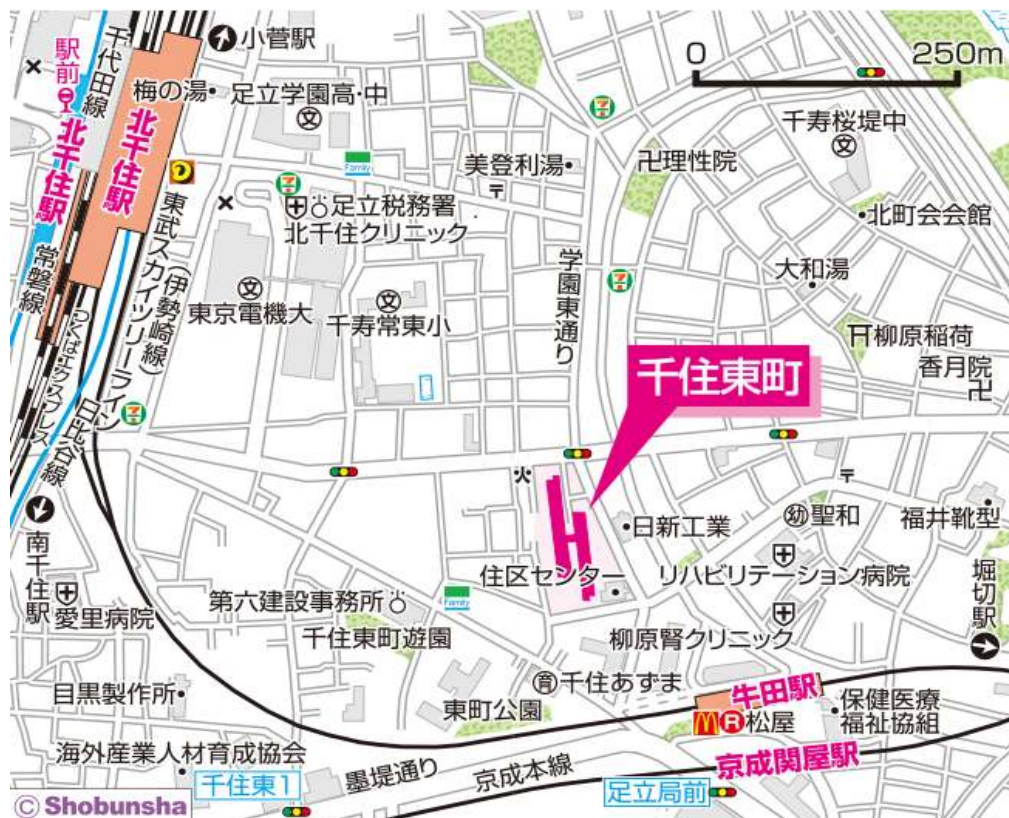 小菅駅
0 250m
千代田線
駅前
北千住駅
北千住駅
梅の湯
足立学園高・中
文
千寿桜堤中
文
美登利湯
卍理性院
Family
足立税務署
北千住クリニック
北町会会館
常磐線
東武スカイツリーライン
(伊勢崎線)
学園東通り
大和湯
文
東京電機大
文
千寿常東小
柳原稲荷
香月院
卍
千住東町
つくばエクスプレス
日比谷線
南千住駅
日新工業
幼聖和
福井靴型
住区センター
リハビリテーション病院
堀切駅
愛里病院
第六建設事務所
Family
千住東町遊園
柳原腎クリニック
育千住あずま
牛田駅
目黒製作所
東町公園
R松屋
保健医療
福祉協組
海外産業人材育成協会
墨堤通り
京成本線
京成関屋駅
千住東1
足立局前
© Shobunsha